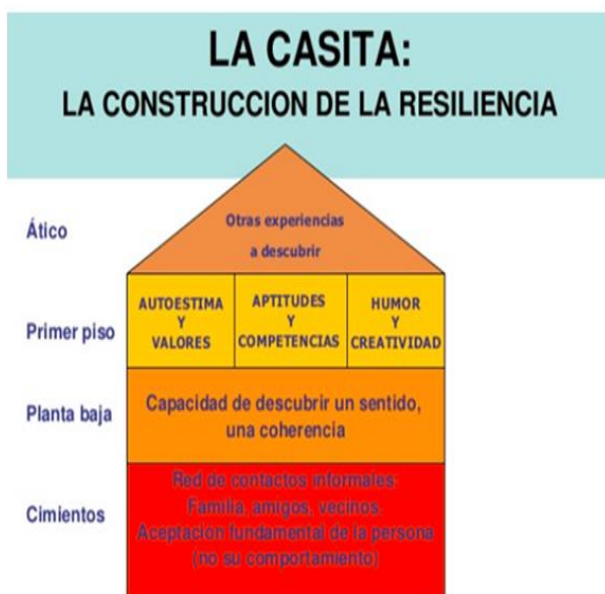 LA CASITA:
LA CONSTRUCCION DE LA RESILIENCIA
Ático
Otras experiencias
a descubrir
Primer piso
AUTOESTIMA
Y
VALORES
APTITUDES
Y
COMPETENCIAS
HUMOR
Y
CREATIVIDAD
Planta baja
Capacidad de descubrir un sentido,
una coherencia
Cimientos
Red de contactos informales:
Familia, amigos, vecinos.
Aceptación fundamental de la persona
(no su comportamiento)